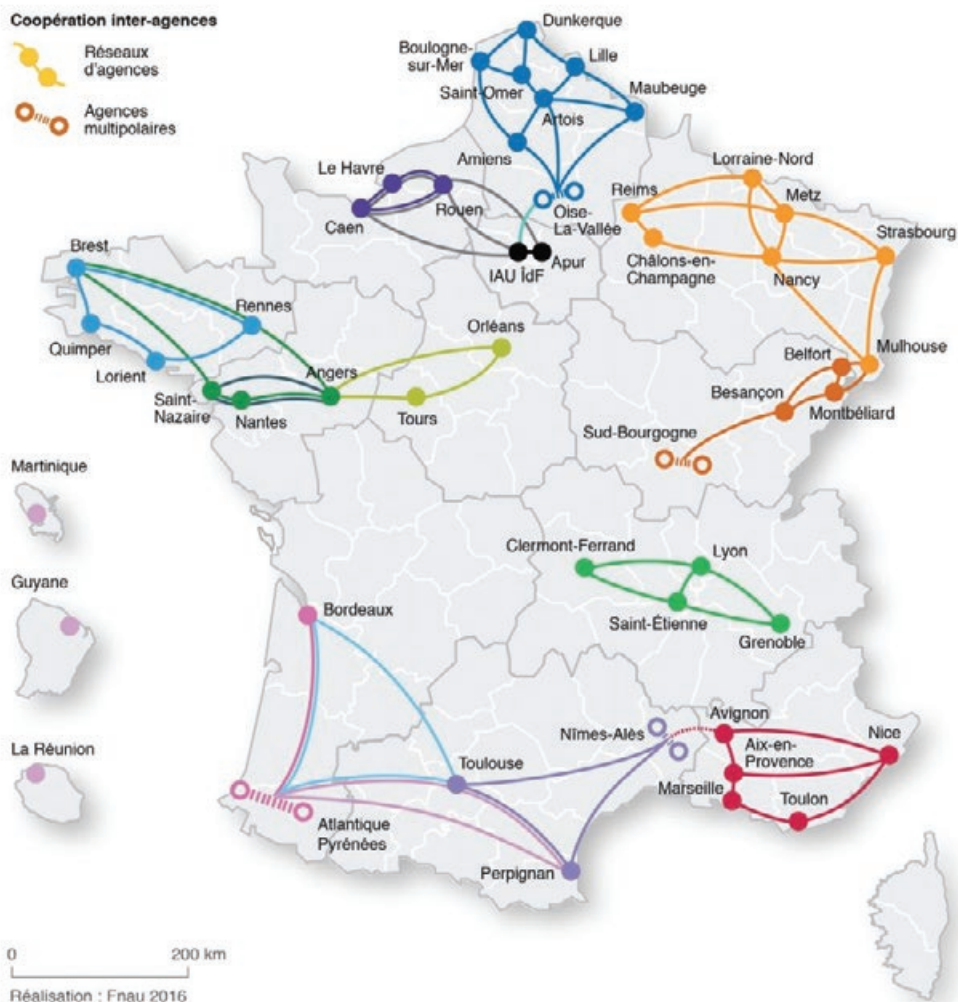 Coopération inter-agences
Réseaux
d'agences
Agences
multipolaires
Dunkerque
Boulogne-
sur-Mer
Lille
Saint-Omer
Maubeuge
Artois
Amiens
Le Havre
Rouen
Caen
Oise-
La-Vallée
IAU ÎdF
Apur
Lorraine-Nord
Reims
Metz
Strasbourg
Châlons-en-
Champagne
Nancy
Brest
Rennes
Quimper
Lorient
Orléans
Angers
Saint-
Nazaire
Nantes
Tours
Mulhouse
Belfort
Besançon
Montbéliard
Sud-Bourgogne
Martinique
Guyane
La Réunion
Clermont-Ferrand
Lyon
Saint-Étienne
Grenoble
Bordeaux
Nîmes-Alès
Avignon
Nice
Aix-en-
Provence
Toulouse
Marseille
Toulon
Atlantique
Pyrénées
Perpignan
0 200 km
Réalisation : Fnau 2016